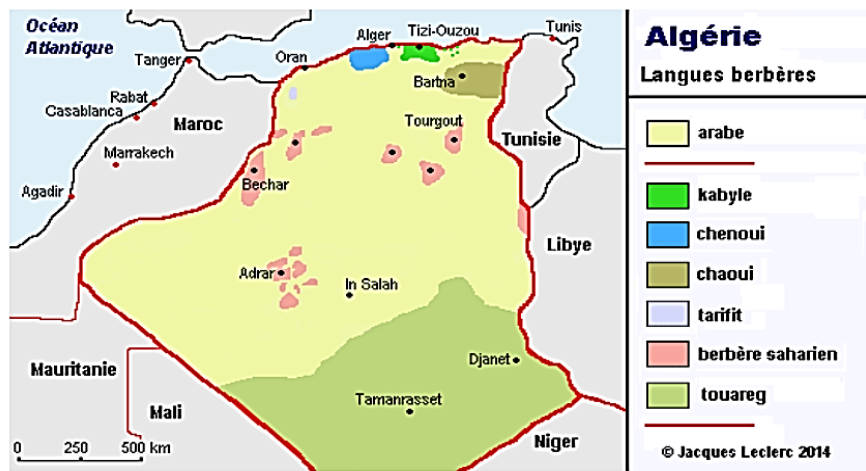 Océan
Atlantique
Tanger
Rabat
Casablanca
Marrakech
Agadir
Maroc
Oran
Alger
Tizi-Ouzou
Tunis
Bartna
Tourgout
Tunisie
Bechar
Libye
Adrar
In Salah
Djanet
Mauritanie
Mali
Tamanrasset
Niger
0 250 500 km
Algérie
Langues berbères
arabe
kabyle
chenoui
chaoui
tarifit
berbère saharien
touareg
© Jacques Leclerc 2014